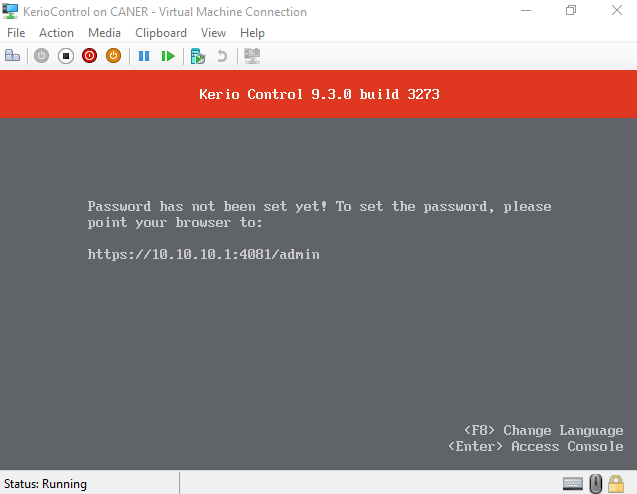 KerioControl on CANER - Virtual Machine Connection
File Action Media Clipboard View Help
Kerio Control 9.3.0 build 3273
Password has not been set yet! To set the password, please
point your browser to:
https://10.10.10.1:4081/admin
<F8> Change Language
<Enter> Access Console
Status: Running